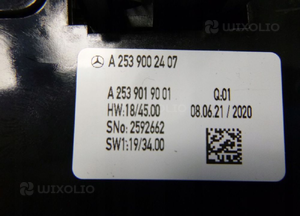 WIXOLIO
A 253 900 24 07
A 253 901 90 01 Q:01
HW:18/45.00 08.06.21 / 2020
SNo: 2592662
SW1:19/34.00
WIXOLIO
WIXOLIO